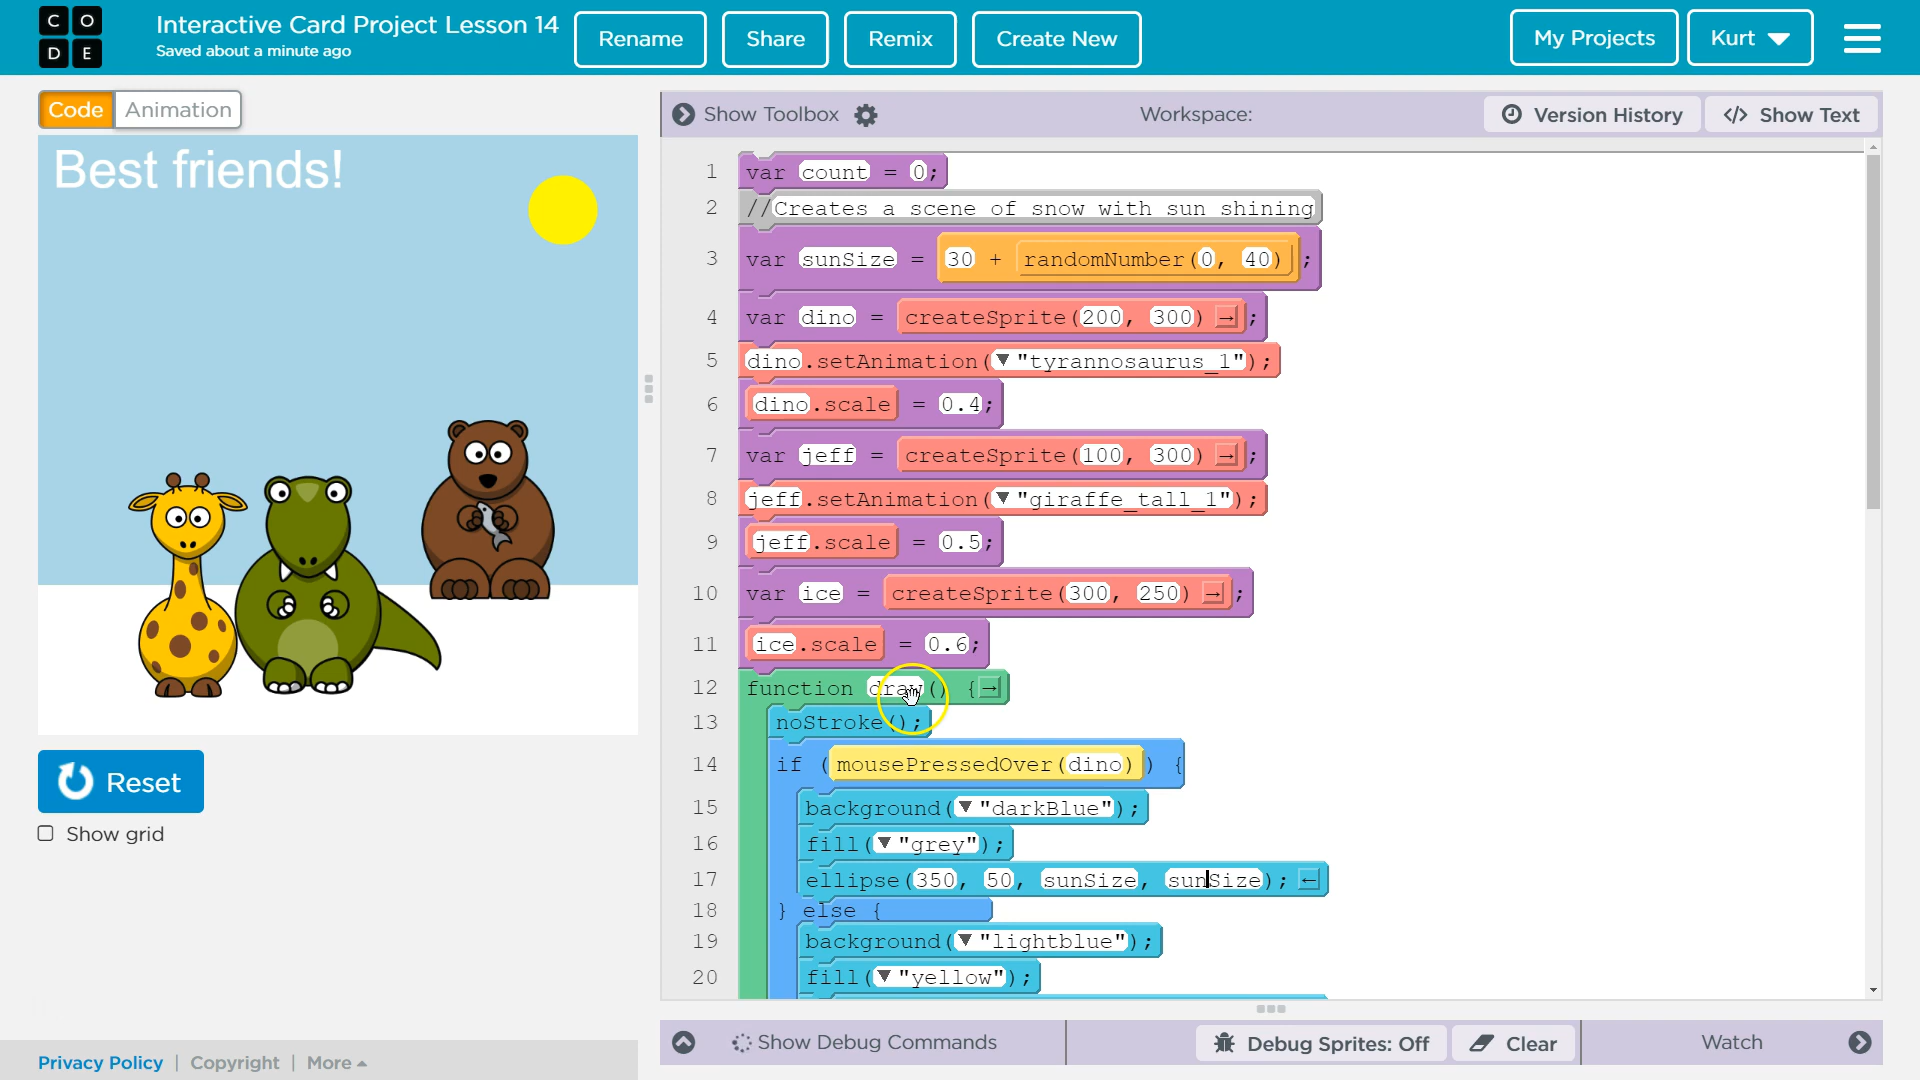 C O
D E
Interactive Card Project Lesson 14
Saved about a minute ago
Rename
Share
Remix
Create New
My Projects
Kurt
Code
Animation
Show Toolbox
Workspace:
Version History
</> Show Text
Best friends!
1 var count = 0;
2 //Creates a scene of snow with sun shining
3 var sunSize = 30 + randomNumber(0, 40);
4 var dino = createSprite(200, 300) →;
5 dino.setAnimation(▼ "tyrannosaurus_1");
6 dino.scale = 0.4;
7 var jeff = createSprite(100, 300) →;
8 jeff.setAnimation(▼ "giraffe_tall_1");
9 jeff.scale = 0.5;
10 var ice = createSprite(300, 250) →;
11 ice.scale = 0.6;
12 function draw() {→
13 noStroke();
14 if (mousePressedOver(dino)) {
15 background(▼ "darkBlue");
16 fill(▼ "grey");
17 ellipse(350, 50, sunSize, sunSize); ←
18 } else {
19 background(▼ "lightblue");
20 fill(▼ "yellow");
Reset
Show grid
Show Debug Commands
Debug Sprites: Off
Clear
Watch
Privacy Policy | Copyright | More